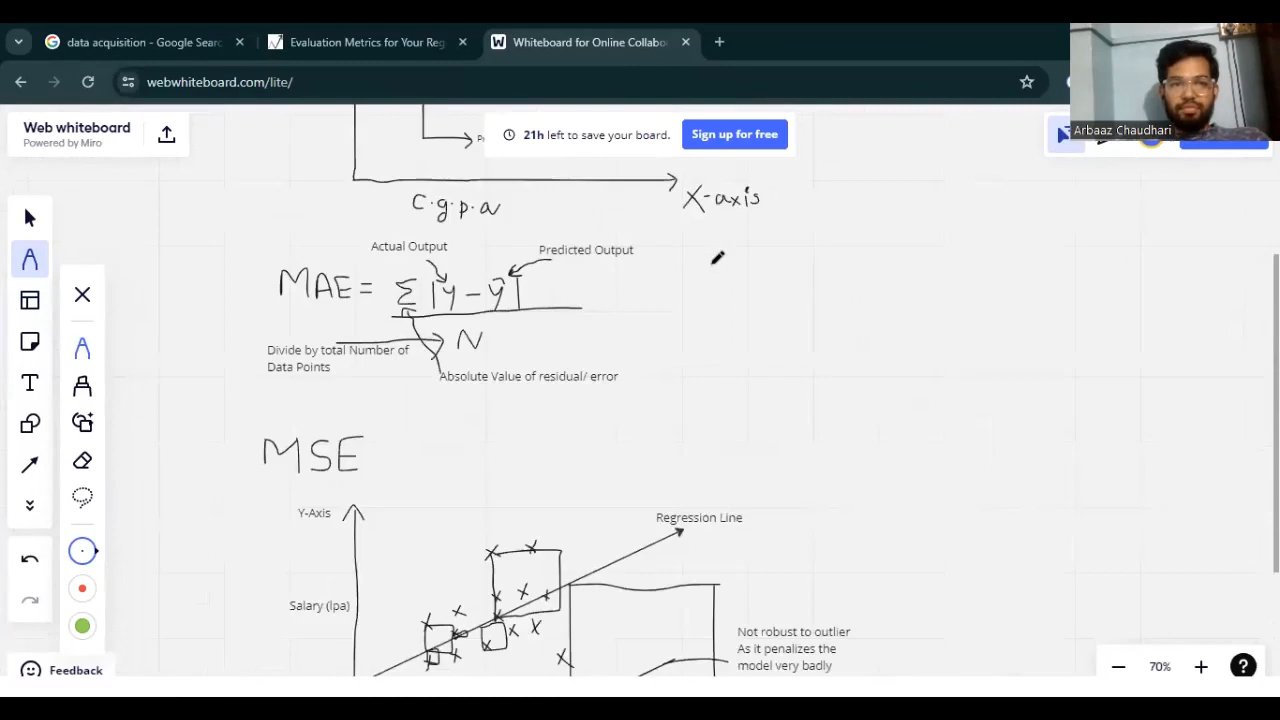 data acquisition - Google Searc
Evaluation Metrics for Your Reg
Whiteboard for Online Collabo
webwhiteboard.com/lite/
Arbaaz Chaudhari
Web whiteboard
Powered by Miro
21h left to save your board.
Sign up for free
C.g.p.a
X-axis
Actual Output
Predicted Output
MAE = Σ |y - ŷ|
N
Divide by total Number of
Data Points
Absolute Value of residual/ error
MSE
Y-Axis
Regression Line
Salary (lpa)
Not robust to outlier
As it penalizes the
model very badly
Feedback
70%